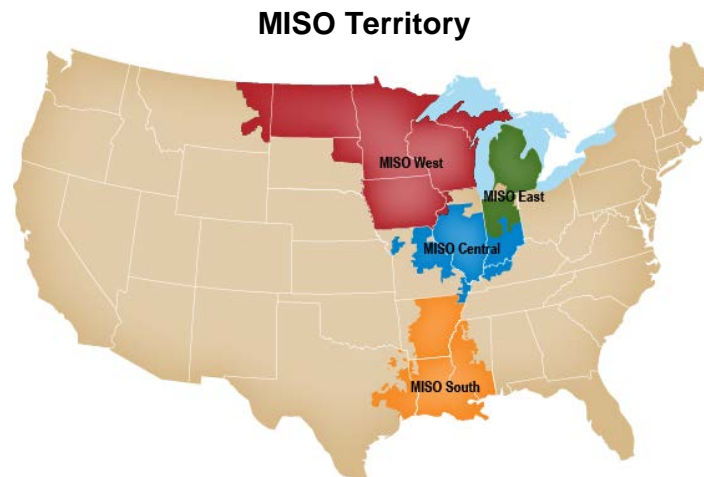 MISO Territory
MISO West
MISO East
MISO Central
MISO South